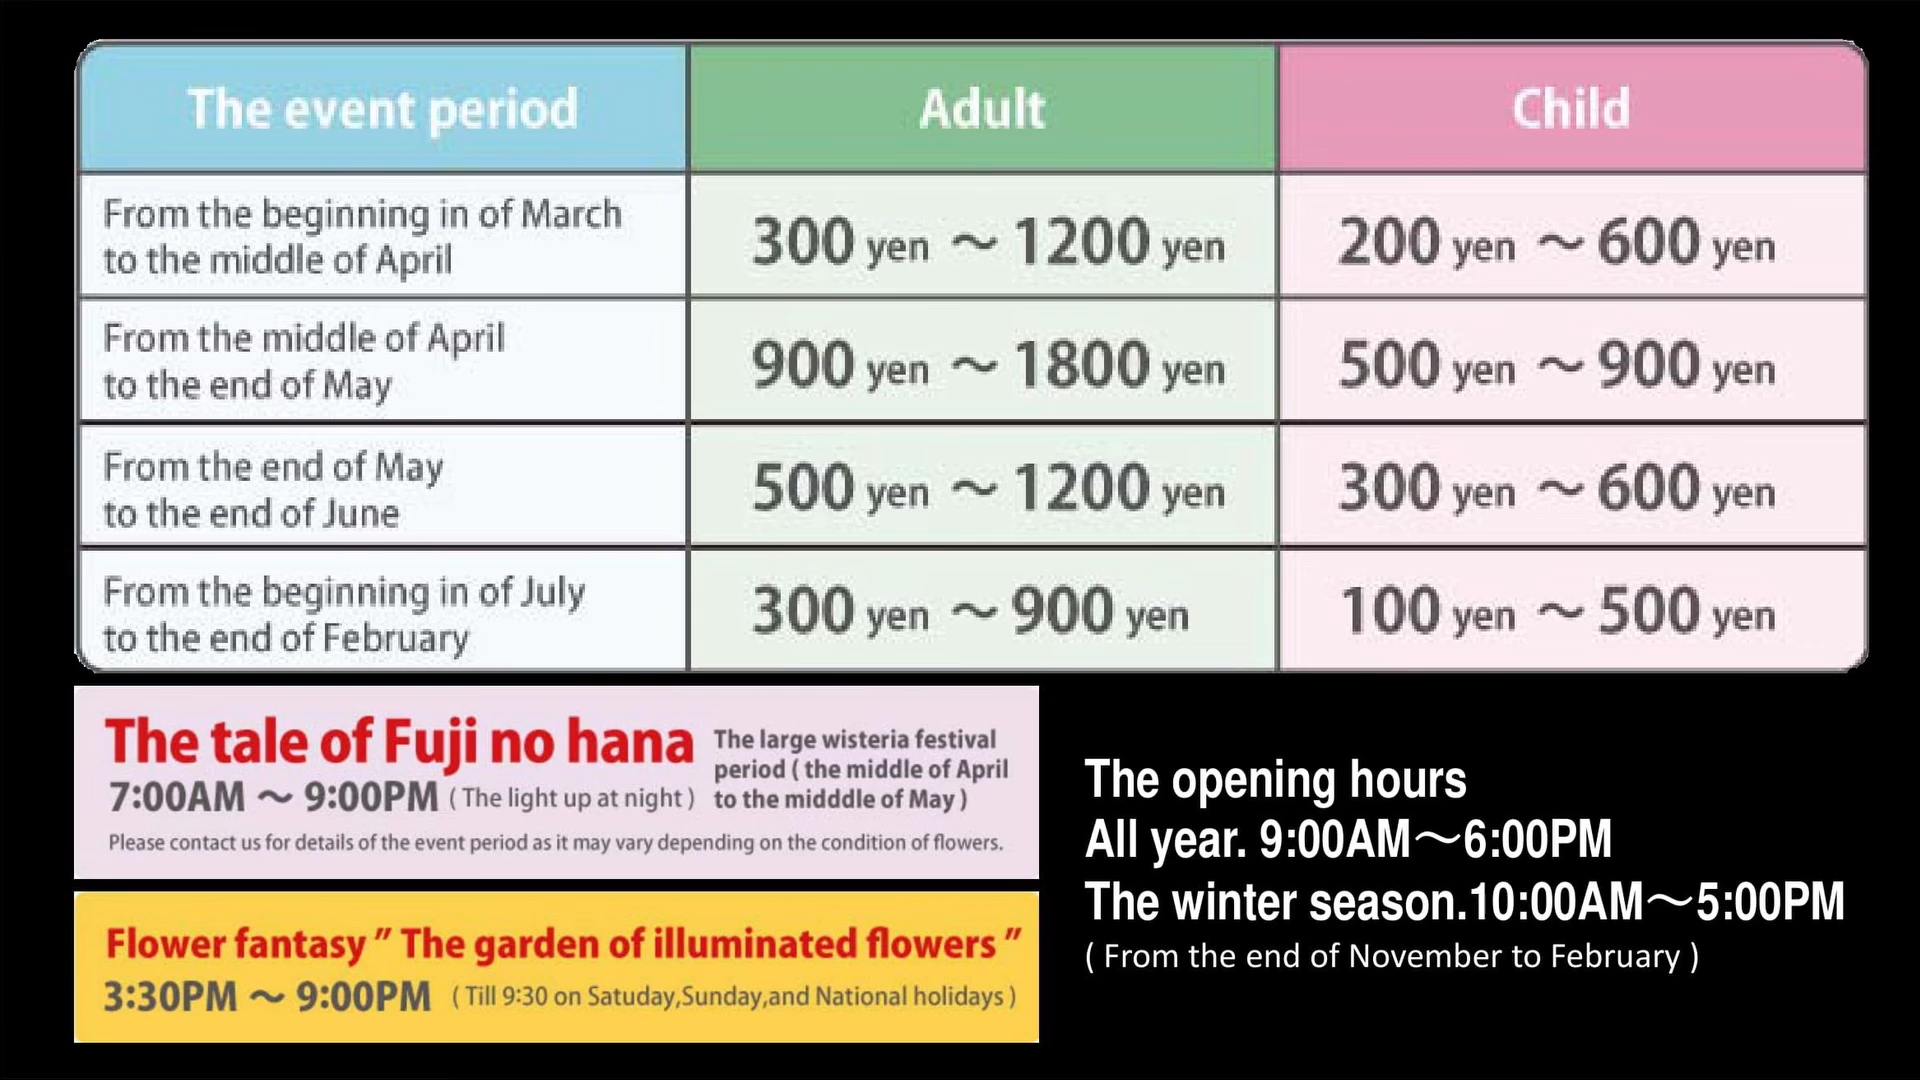 The event period Adult Child
From the beginning in of March
to the middle of April
300 yen ～ 1200 yen 200 yen ～ 600 yen
From the middle of April
to the end of May
900 yen ～ 1800 yen 500 yen ～ 900 yen
From the end of May
to the end of June
500 yen ～ 1200 yen 300 yen ～ 600 yen
From the beginning in of July
to the end of February
300 yen ～ 900 yen 100 yen ～ 500 yen
The tale of Fuji no hana
7:00AM ～ 9:00PM ( The light up at night )
The large wisteria festival
period ( the middle of April
to the midddle of May )
Please contact us for details of the event period as it may vary depending on the condition of flowers.
Flower fantasy " The garden of illuminated flowers "
3:30PM ～ 9:00PM ( Till 9:30 on Satuday,Sunday,and National holidays )
The opening hours
All year. 9:00AM～6:00PM
The winter season.10:00AM～5:00PM
( From the end of November to February )